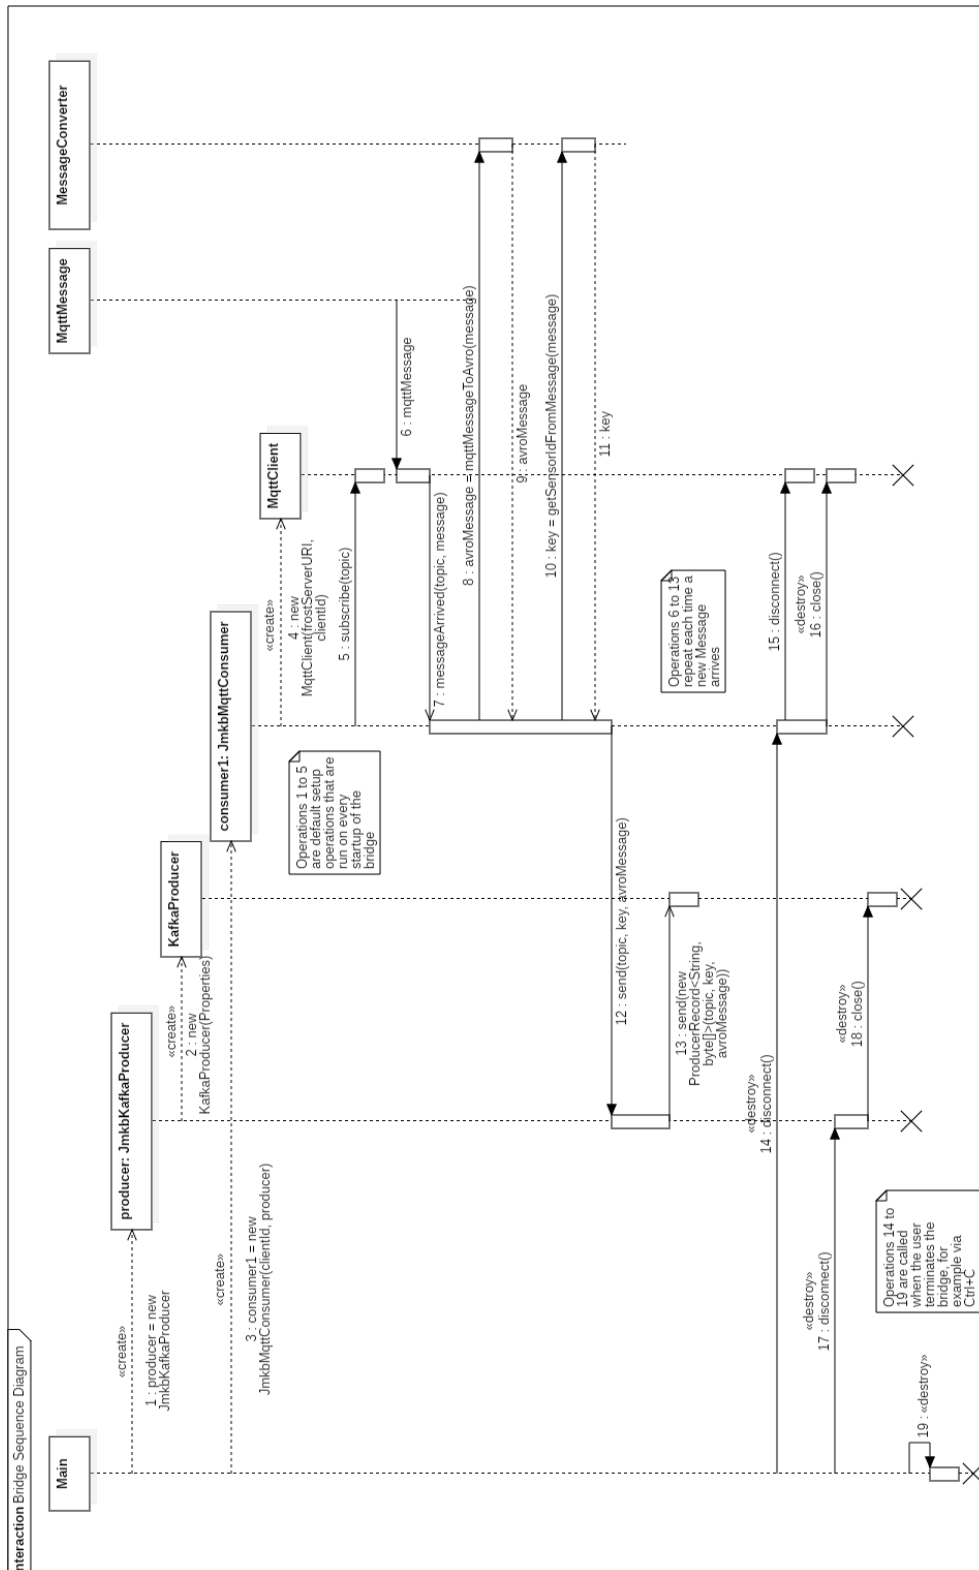 nteraction Bridge Sequence Diagram
Main
producer: JmkbKafkaProducer
KafkaProducer
consumer1: JmkbMqttConsumer
MqttClient
MqttMessage
MessageConverter
«create»
1 : producer = new
JmkbKafkaProducer
«create»
2 : new
KafkaProducer(Properties)
«create»
3 : consumer1 = new
JmkbMqttConsumer(clientId, producer)
«create»
4 : new
MqttClient(frostServerURI,
clientId)
5 : subscribe(topic)
Operations 1 to 5
are default setup
operations that are
run on every
startup of the
bridge
6 : mqttMessage
7 : messageArrived(topic, message)
8 : avroMessage = mqttMessageToAvro(message)
9 : avroMessage
10 : key = getSensorIdFromMessage(message)
11 : key
12 : send(topic, key, avroMessage)
13 : send(new
ProducerRecord<String,
byte[]>(topic, key,
avroMessage))
Operations 6 to 13
repeat each time a
new Message
arrives
«destroy»
14 : disconnect()
15 : disconnect()
«destroy»
16 : close()
«destroy»
17 : disconnect()
«destroy»
18 : close()
Operations 14 to
19 are called
when the user
terminates the
bridge, for
example via
Ctrl+C
19 : «destroy»